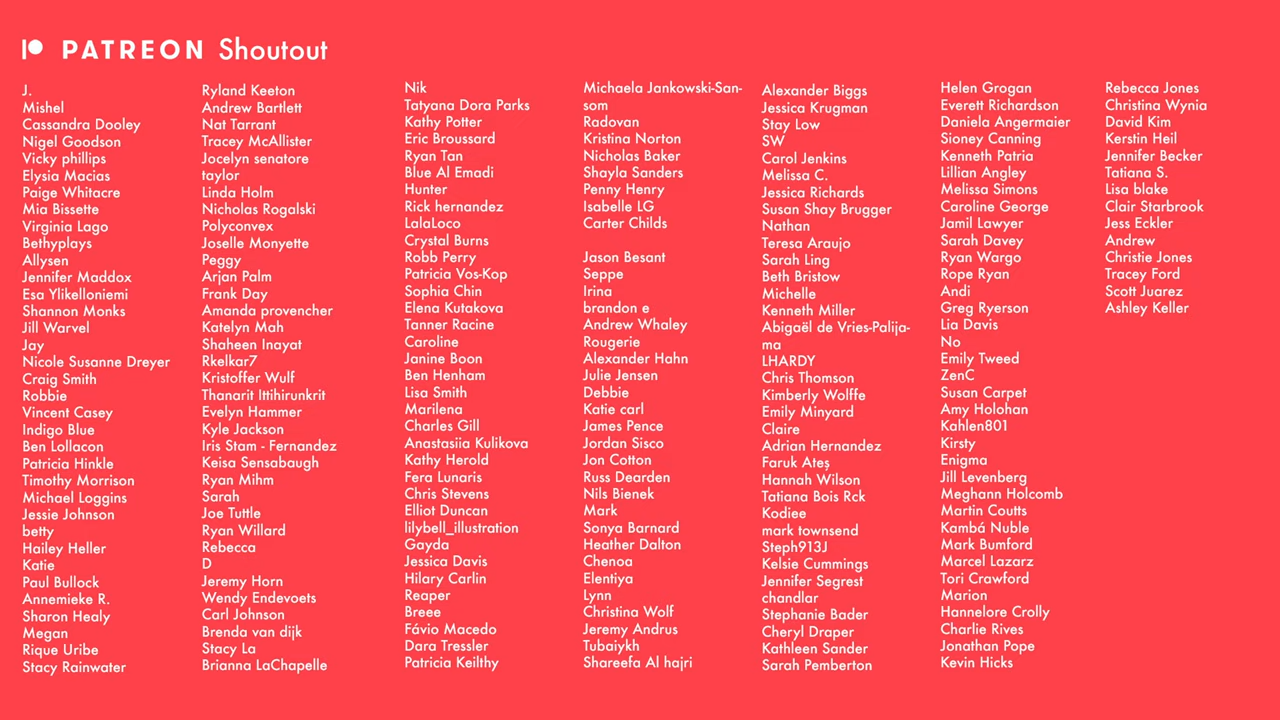 PATREON Shoutout
J.
Mishel
Cassandra Dooley
Nigel Goodson
Vicky phillips
Elysia Macias
Paige Whitacre
Mia Bissette
Virginia Lago
Bethyplays
Allysen
Jennifer Maddox
Esa Ylikelloniemi
Shannon Monks
Jill Warvel
Jay
Nicole Susanne Dreyer
Craig Smith
Robbie
Vincent Casey
Indigo Blue
Ben Lollacon
Patricia Hinkle
Timothy Morrison
Michael Loggins
Jessie Johnson
betty
Hailey Heller
Katie
Paul Bullock
Annemieke R.
Sharon Healy
Megan
Rique Uribe
Stacy Rainwater
Ryland Keeton
Andrew Bartlett
Nat Tarrant
Tracey McAllister
Jocelyn senatore
taylor
Linda Holm
Nicholas Rogalski
Polyconvex
Joselle Monyette
Peggy
Arjan Palm
Frank Day
Amanda provencher
Katelyn Mah
Shaheen Inayat
Rkelkar7
Kristoffer Wulf
Thanarit Ittihirunkrit
Evelyn Hammer
Kyle Jackson
Iris Stam - Fernandez
Keisa Sensabaugh
Ryan Mihm
Sarah
Joe Tuttle
Ryan Willard
Rebecca
D
Jeremy Horn
Wendy Endevoets
Carl Johnson
Brenda van dijk
Stacy La
Brianna LaChapelle
Nik
Tatyana Dora Parks
Kathy Potter
Eric Broussard
Ryan Tan
Blue Al Emadi
Hunter
Rick hernandez
LalaLoco
Crystal Burns
Robb Perry
Patricia Vos-Kop
Sophia Chin
Elena Kutakova
Tanner Racine
Caroline
Janine Boon
Ben Henham
Lisa Smith
Marilena
Charles Gill
Anastasiia Kulikova
Kathy Herold
Fera Lunaris
Chris Stevens
Elliot Duncan
lilybell_illustration
Gayda
Jessica Davis
Hilary Carlin
Reaper
Breee
Fávio Macedo
Dara Tressler
Patricia Keilthy
Michaela Jankowski-San-
som
Radovan
Kristina Norton
Nicholas Baker
Shayla Sanders
Penny Henry
Isabelle LG
Carter Childs
Jason Besant
Seppe
Irina
brandon e
Andrew Whaley
Rougerie
Alexander Hahn
Julie Jensen
Debbie
Katie carl
James Pence
Jordan Sisco
Jon Cotton
Russ Dearden
Nils Bienek
Mark
Sonya Barnard
Heather Dalton
Chenoa
Elentiya
Lynn
Christina Wolf
Jeremy Andrus
Tubaiykh
Shareefa Al hajri
Alexander Biggs
Jessica Krugman
Stay Low
SW
Carol Jenkins
Melissa C.
Jessica Richards
Susan Shay Brugger
Nathan
Teresa Araujo
Sarah Ling
Beth Bristow
Michelle
Kenneth Miller
Abigaël de Vries-Palija-
ma
LHARDY
Chris Thomson
Kimberly Wolffe
Emily Minyard
Claire
Adrian Hernandez
Faruk Ateş
Hannah Wilson
Tatiana Bois Rck
Kodiee
mark townsend
Steph913J
Kelsie Cummings
Jennifer Segrest
chandlar
Stephanie Bader
Cheryl Draper
Kathleen Sander
Sarah Pemberton
Helen Grogan
Everett Richardson
Daniela Angermaier
Sioney Canning
Kenneth Patria
Lillian Angley
Melissa Simons
Caroline George
Jamil Lawyer
Sarah Davey
Ryan Wargo
Rope Ryan
Andi
Greg Ryerson
Lia Davis
No
Emily Tweed
ZenC
Susan Carpet
Amy Holohan
Kahlen801
Kirsty
Enigma
Jill Levenberg
Meghann Holcomb
Martin Coutts
Kambá Nuble
Mark Bumford
Marcel Lazarz
Tori Crawford
Marion
Hannelore Crolly
Charlie Rives
Jonathan Pope
Kevin Hicks
Rebecca Jones
Christina Wynia
David Kim
Kerstin Heil
Jennifer Becker
Tatiana S.
Lisa blake
Clair Starbrook
Jess Eckler
Andrew
Christie Jones
Tracey Ford
Scott Juarez
Ashley Keller